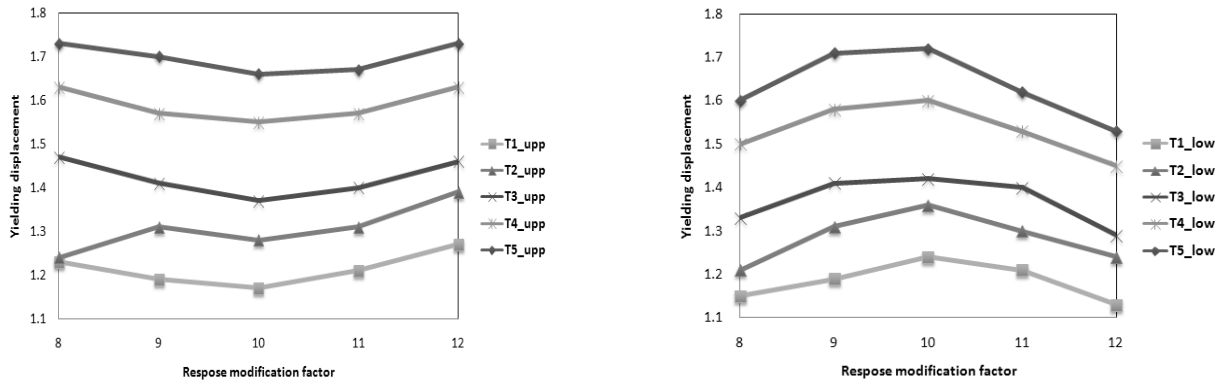 1.8
1.7
1.6
1.5
1.4
1.3
1.2
1.1
Yielding displacement
8
9
10
11
12
Respose modification factor
T1_upp
T2_upp
T3_upp
T4_upp
T5_upp
1.8
1.7
1.6
1.5
1.4
1.3
1.2
1.1
Yielding displacement
8
9
10
11
12
Respose modification factor
T1_low
T2_low
T3_low
T4_low
T5_low